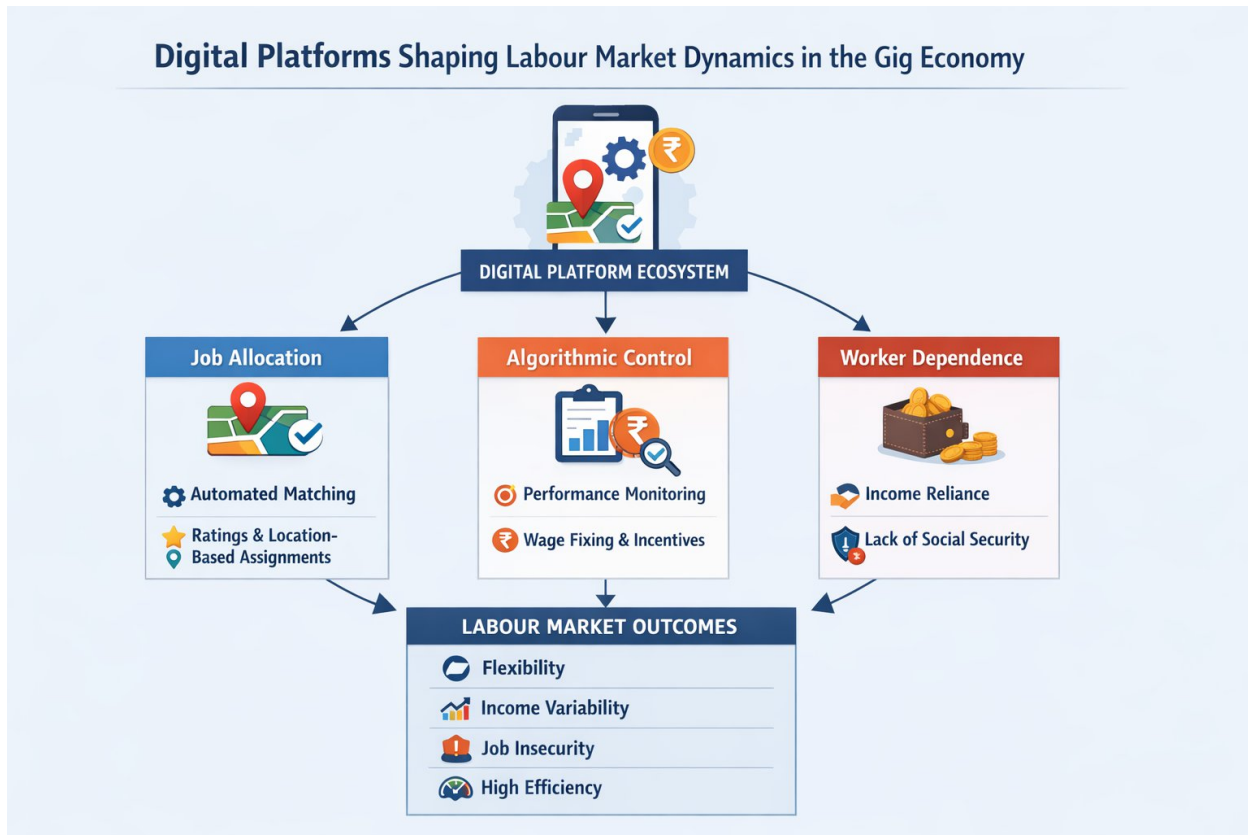 Digital Platforms Shaping Labour Market Dynamics in the Gig Economy
₹
DIGITAL PLATFORM ECOSYSTEM
Job Allocation
Automated Matching
Ratings & Location-
Based Assignments
Algorithmic Control
₹
Performance Monitoring
₹ Wage Fixing & Incentives
Worker Dependence
Income Reliance
Lack of Social Security
LABOUR MARKET OUTCOMES
Flexibility
Income Variability
! Job Insecurity
High Efficiency